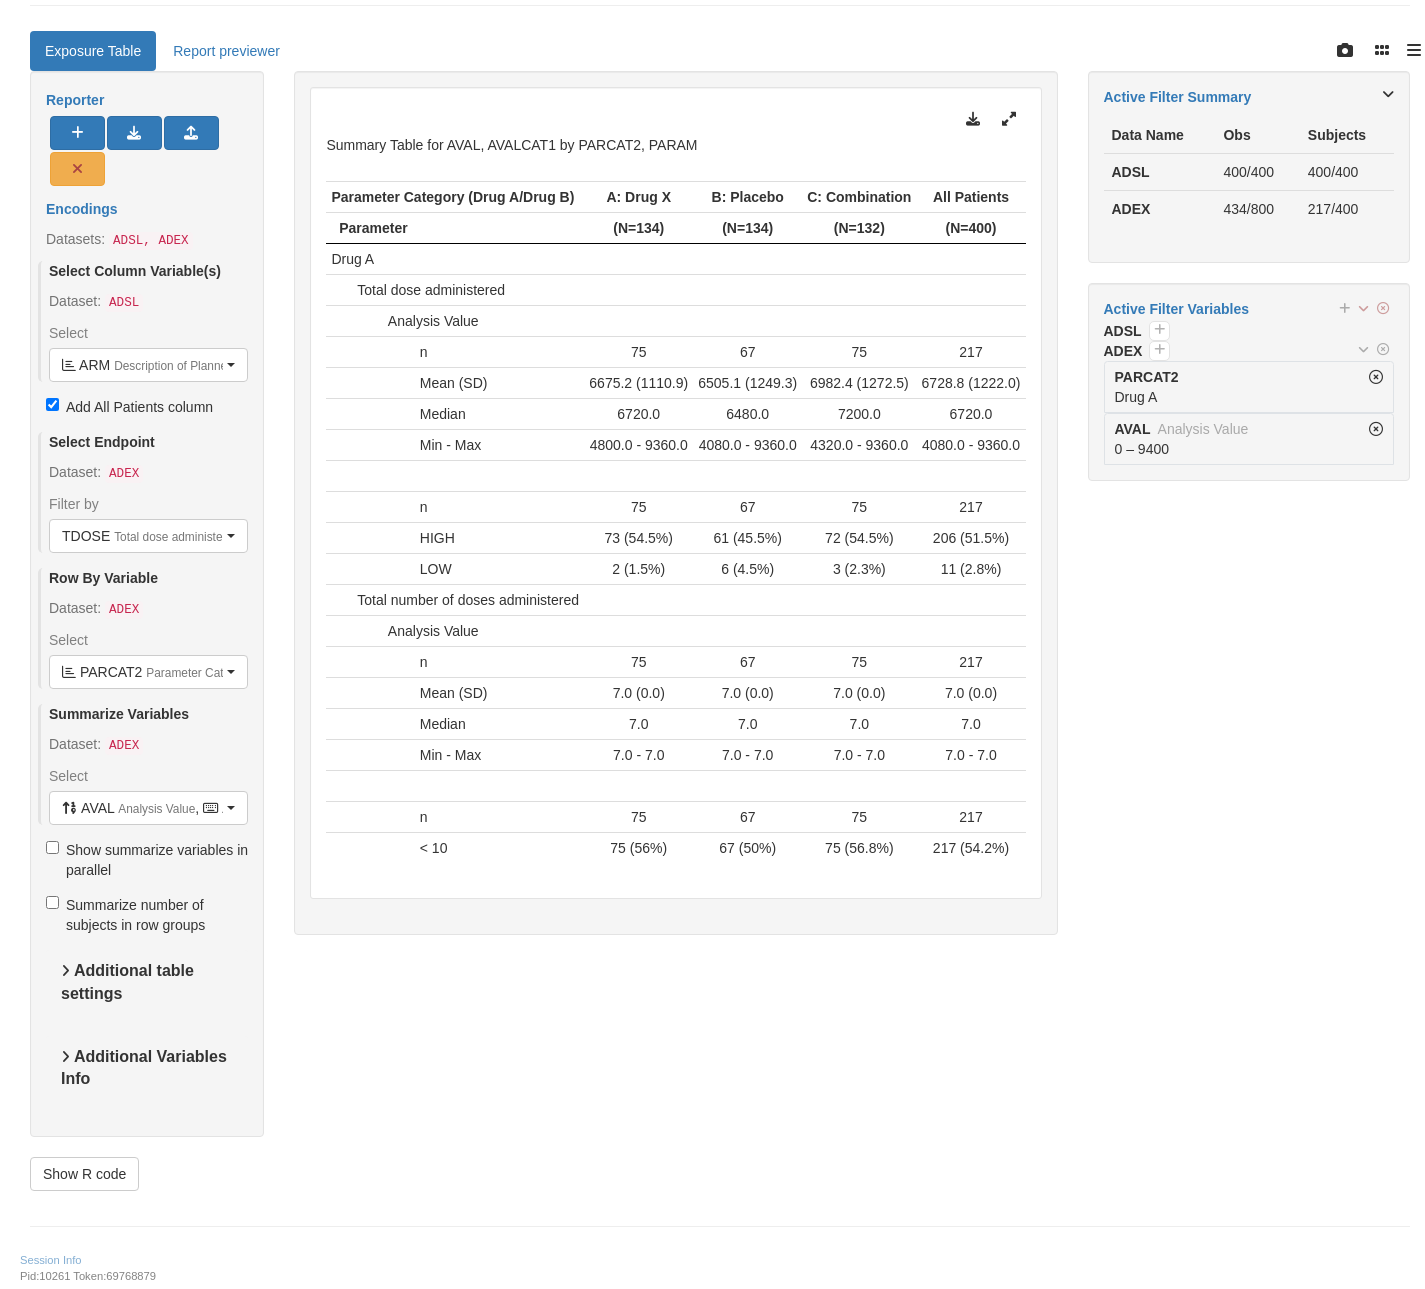 Exposure Table Report previewer
Reporter
Encodings
Datasets: ADSL, ADEX
Select Column Variable(s)
Dataset: ADSL
Select
ARM Description of Planne
Add All Patients column
Select Endpoint
Dataset: ADEX
Filter by
TDOSE Total dose administe
Row By Variable
Dataset: ADEX
Select
PARCAT2 Parameter Cat
Summarize Variables
Dataset: ADEX
Select
AVAL Analysis Value,
Show summarize variables in
parallel
Summarize number of
subjects in row groups
Additional table
settings
Additional Variables
Info
Summary Table for AVAL, AVALCAT1 by PARCAT2, PARAM
Parameter Category (Drug A/Drug B) A: Drug X B: Placebo C: Combination All Patients
Parameter (N=134) (N=134) (N=132) (N=400)
Drug A
Total dose administered
Analysis Value
n 75 67 75 217
Mean (SD) 6675.2 (1110.9) 6505.1 (1249.3) 6982.4 (1272.5) 6728.8 (1222.0)
Median 6720.0 6480.0 7200.0 6720.0
Min - Max 4800.0 - 9360.0 4080.0 - 9360.0 4320.0 - 9360.0 4080.0 - 9360.0
n 75 67 75 217
HIGH 73 (54.5%) 61 (45.5%) 72 (54.5%) 206 (51.5%)
LOW 2 (1.5%) 6 (4.5%) 3 (2.3%) 11 (2.8%)
Total number of doses administered
Analysis Value
n 75 67 75 217
Mean (SD) 7.0 (0.0) 7.0 (0.0) 7.0 (0.0) 7.0 (0.0)
Median 7.0 7.0 7.0 7.0
Min - Max 7.0 - 7.0 7.0 - 7.0 7.0 - 7.0 7.0 - 7.0
n 75 67 75 217
< 10 75 (56%) 67 (50%) 75 (56.8%) 217 (54.2%)
Active Filter Summary
Data Name Obs Subjects
ADSL 400/400 400/400
ADEX 434/800 217/400
Active Filter Variables
ADSL
ADEX
PARCAT2
Drug A
AVAL Analysis Value
0 – 9400
Show R code
Session Info
Pid:10261 Token:69768879